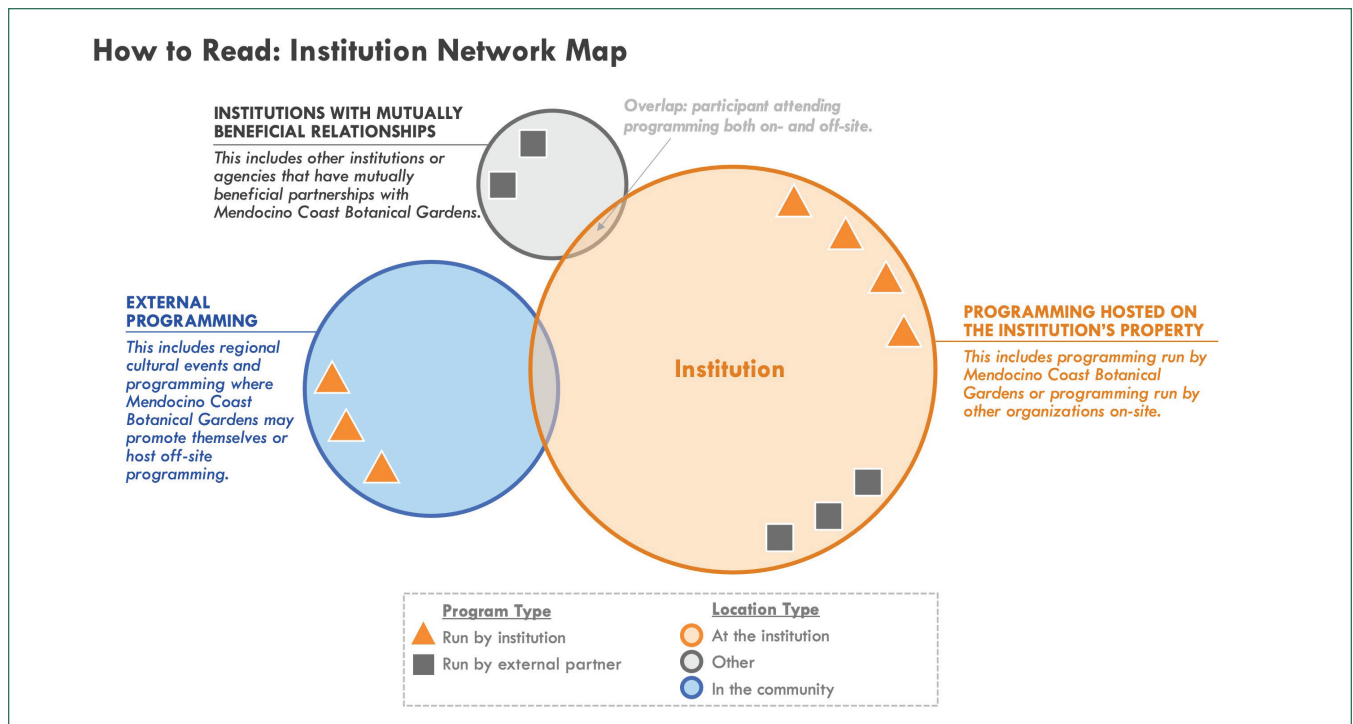 How to Read: Institution Network Map
INSTITUTIONS WITH MUTUALLY
BENEFICIAL RELATIONSHIPS
This includes other institutions or
agencies that have mutually
beneficial partnerships with
Mendocino Coast Botanical Gardens.
Overlap: participant attending
programming both on- and off-site.
EXTERNAL
PROGRAMMING
This includes regional
cultural events and
programming where
Mendocino Coast
Botanical Gardens may
promote themselves or
host off-site
programming.
Institution
PROGRAMMING HOSTED ON
THE INSTITUTION’S PROPERTY
This includes programming run by
Mendocino Coast Botanical
Gardens or programming run by
other organizations on-site.
Program Type
Run by institution
Run by external partner
Location Type
At the institution
Other
In the community